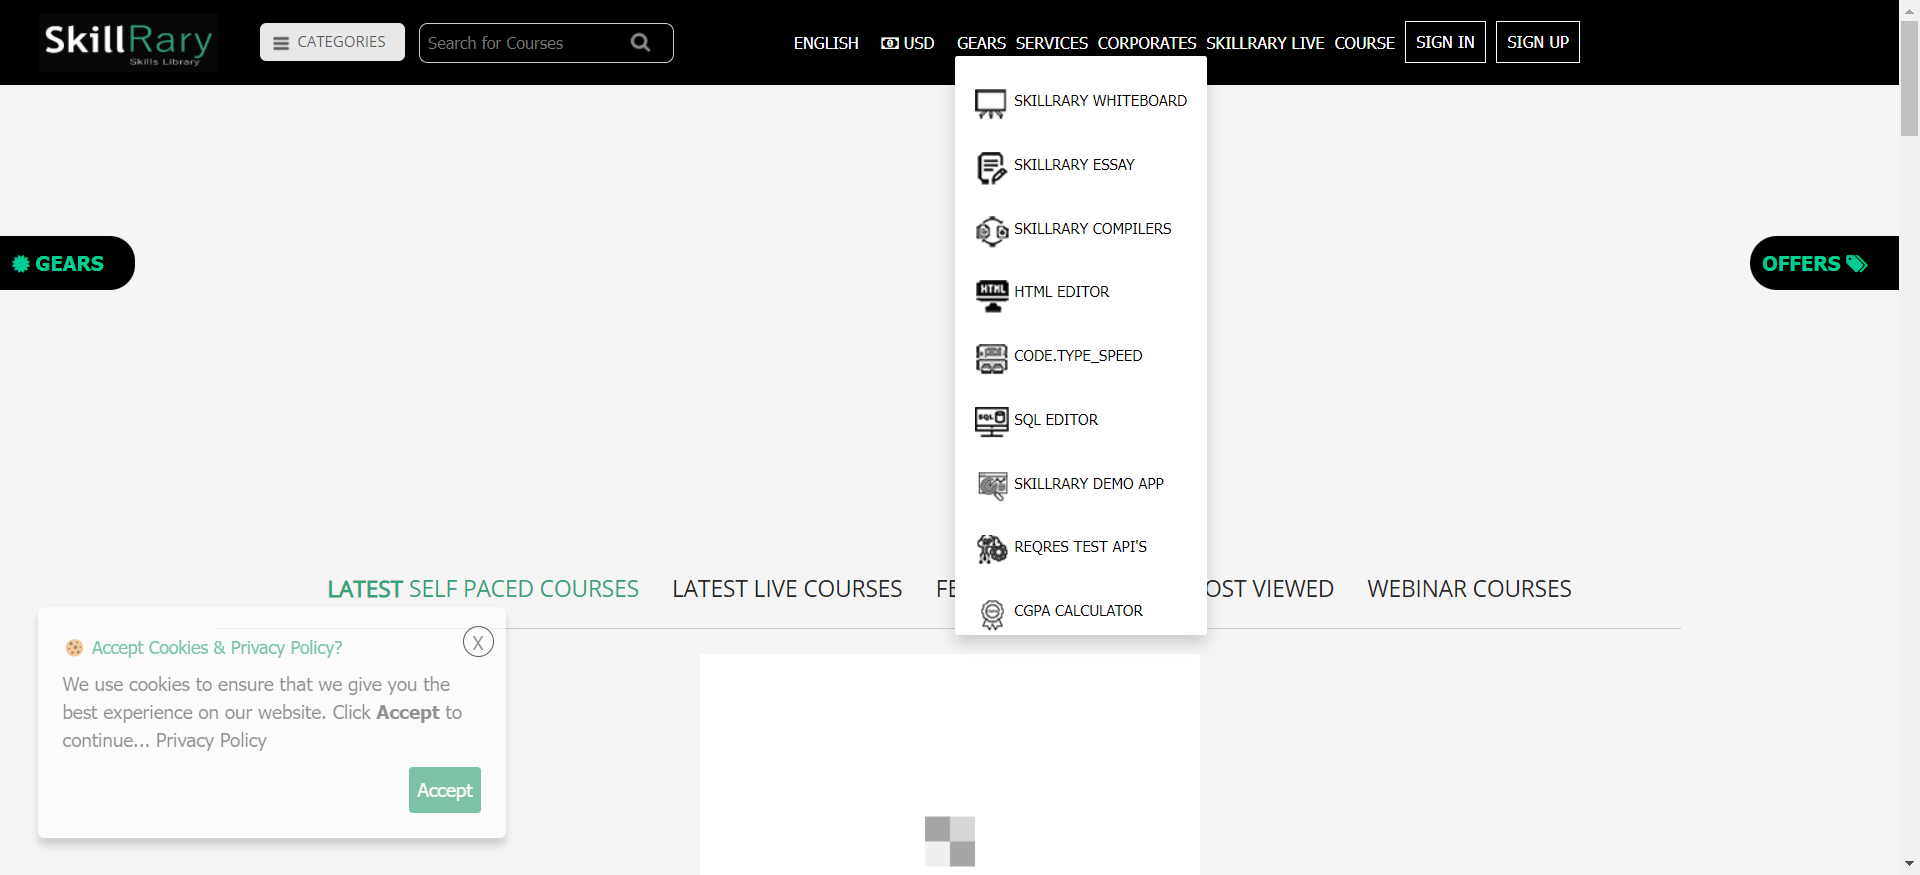 SkillRary
Skills Library
CATEGORIES
Search for Courses
ENGLISH
USD
GEARS
SERVICES
CORPORATES
SKILLRARY LIVE
COURSE
SIGN IN
SIGN UP
SKILLRARY WHITEBOARD
SKILLRARY ESSAY
SKILLRARY COMPILERS
HTML EDITOR
CODE.TYPE_SPEED
SQL EDITOR
SKILLRARY DEMO APP
REQRES TEST API'S
CGPA CALCULATOR
GEARS
OFFERS
LATEST SELF PACED COURSES
LATEST LIVE COURSES
FE
OST VIEWED
WEBINAR COURSES
Accept Cookies & Privacy Policy?
X
We use cookies to ensure that we give you the
best experience on our website. Click Accept to
continue... Privacy Policy
Accept